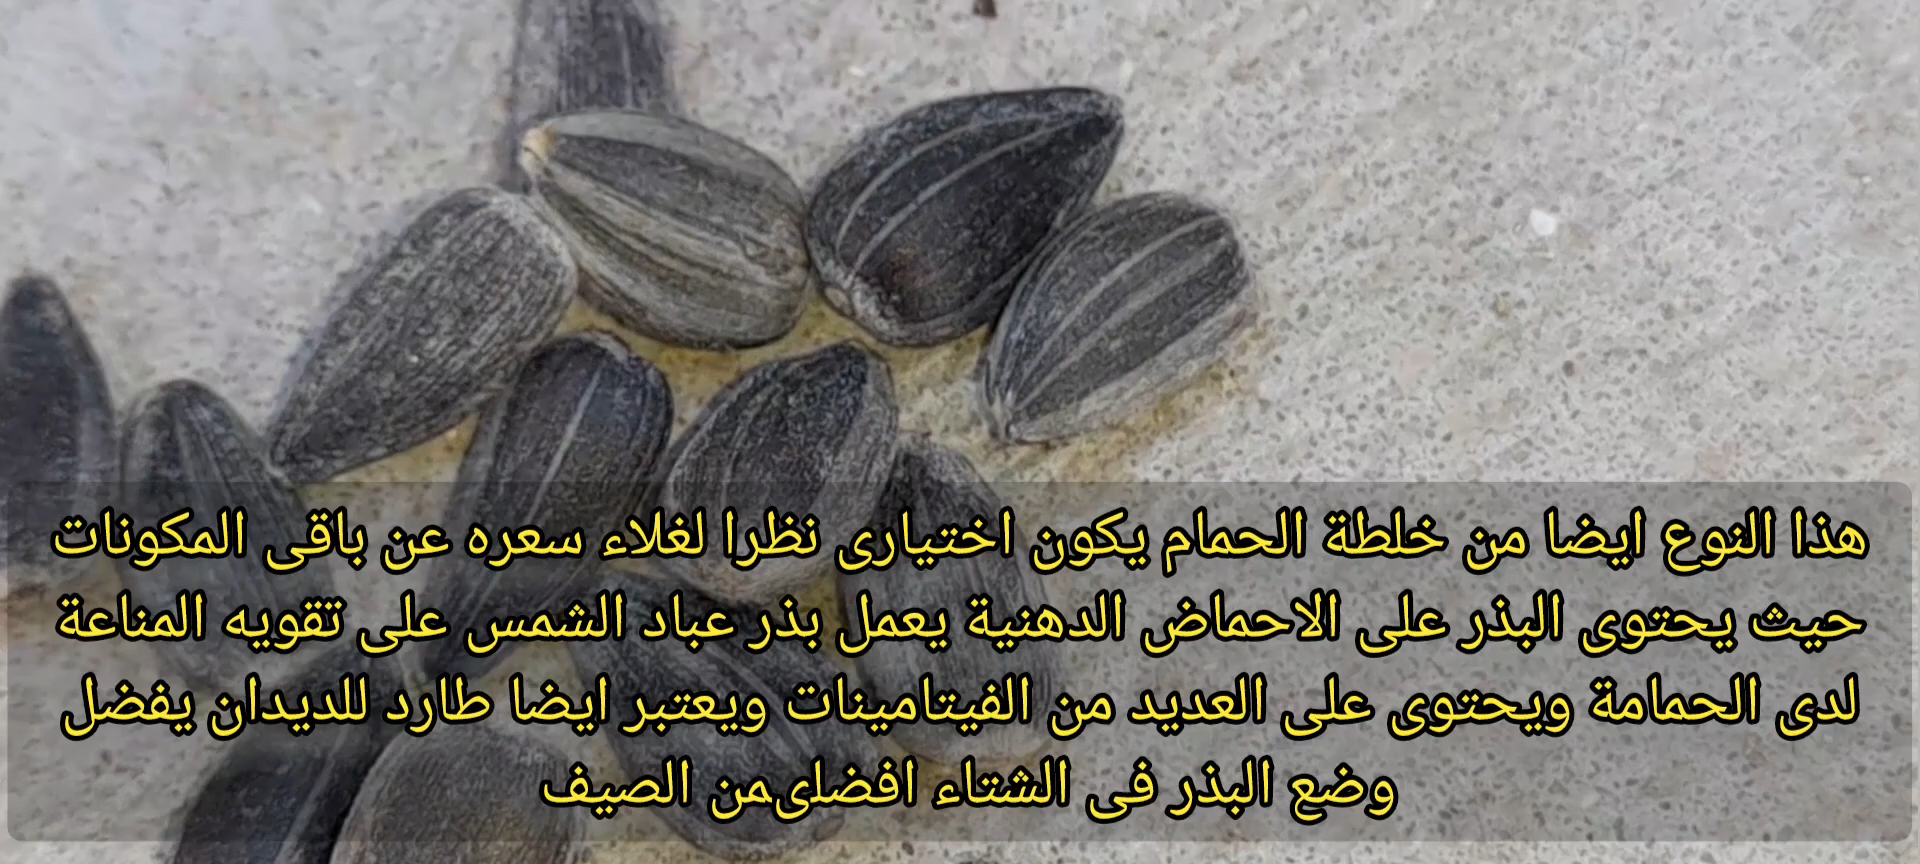 هذا النوع ايضا من خلطة الحمام يكون اختيارى نظرا لغلاء سعره عن باقى المكونات
حيث يحتوى البذر على الاحماض الدهنية يعمل بذر عباد الشمس على تقويه المناعة
لدى الحمامة ويحتوى على العديد من الفيتامينات ويعتبر ايضا طارد للديدان يفضل
وضع البذر فى الشتاء افضلىمن الصيف